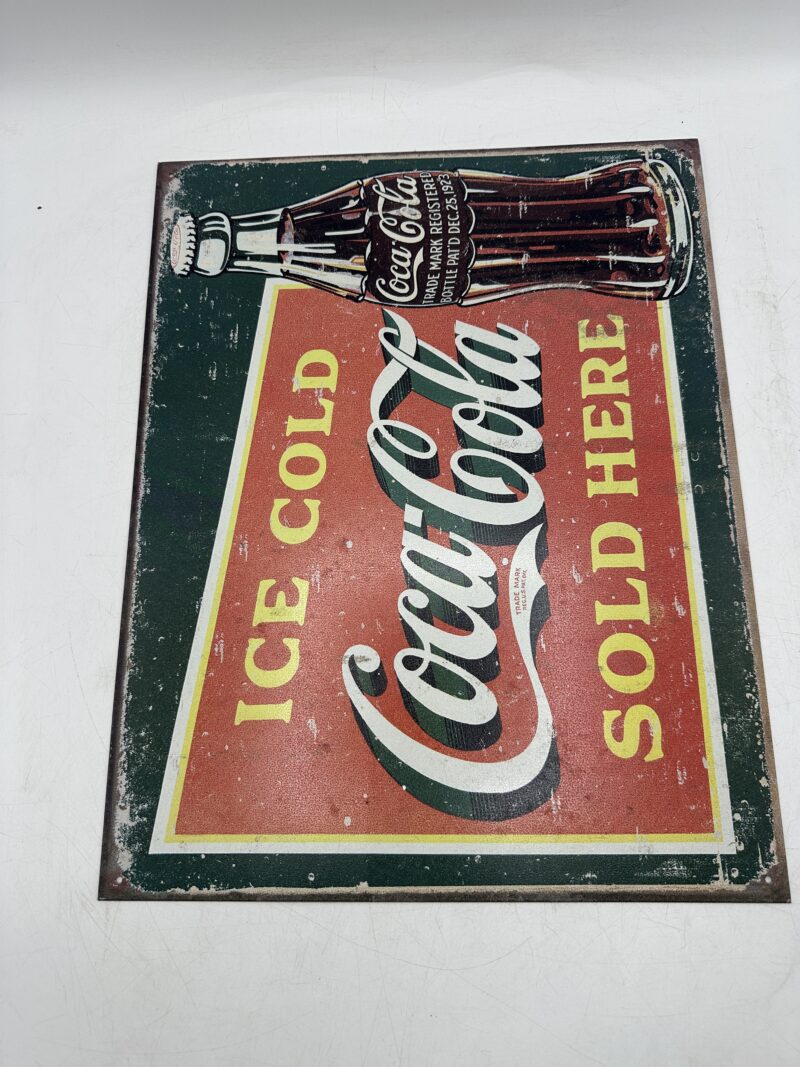 ICE COLD
Coca-Cola
TRADE MARK
SOLD HERE
Coca-Cola
TRADE MARK REGISTERED
BOTTLE PAT'D DEC. 25, 1923